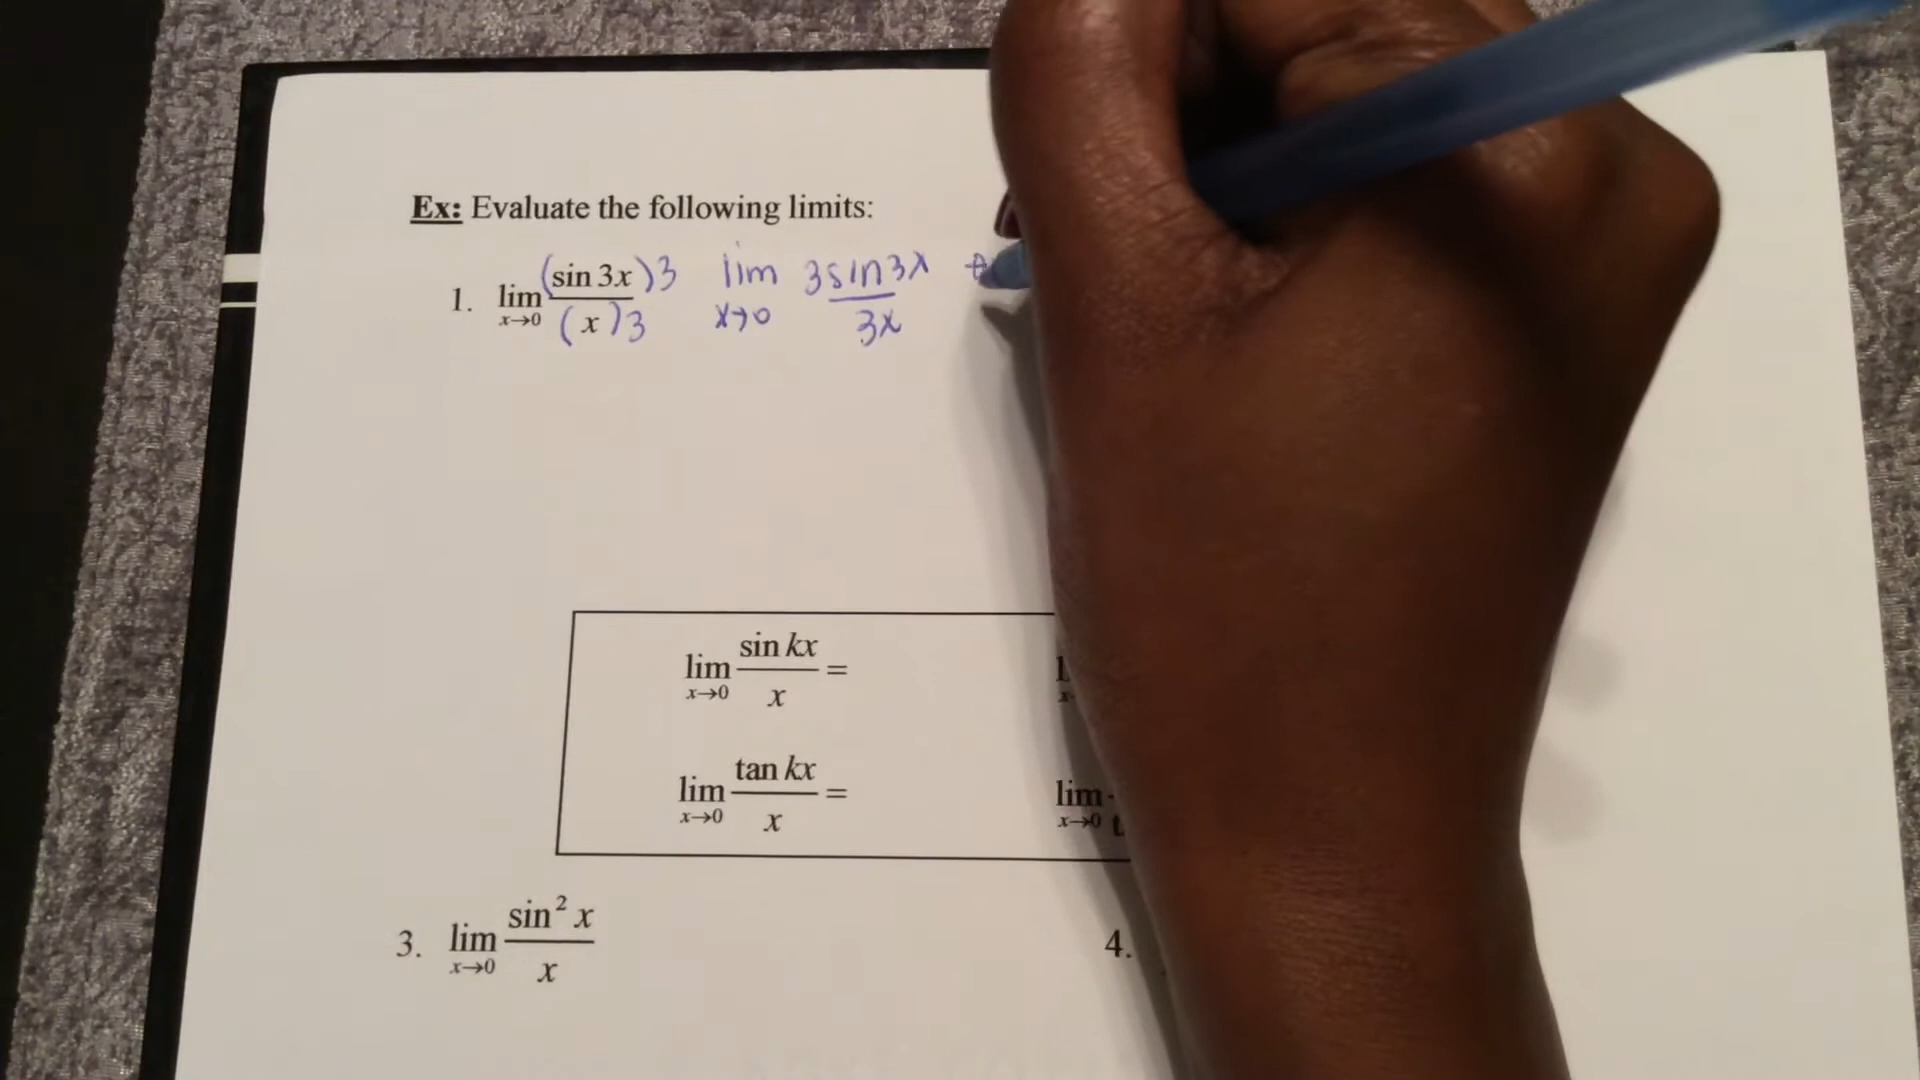 Ex: Evaluate the following limits:
1. lim x→0 (sin 3x)3 / (x)3 lim x→0 3sin3x / 3x
lim x→0 sin kx / x =
lim x→0 tan kx / x = lim x→0
3. lim x→0 sin² x / x 4.